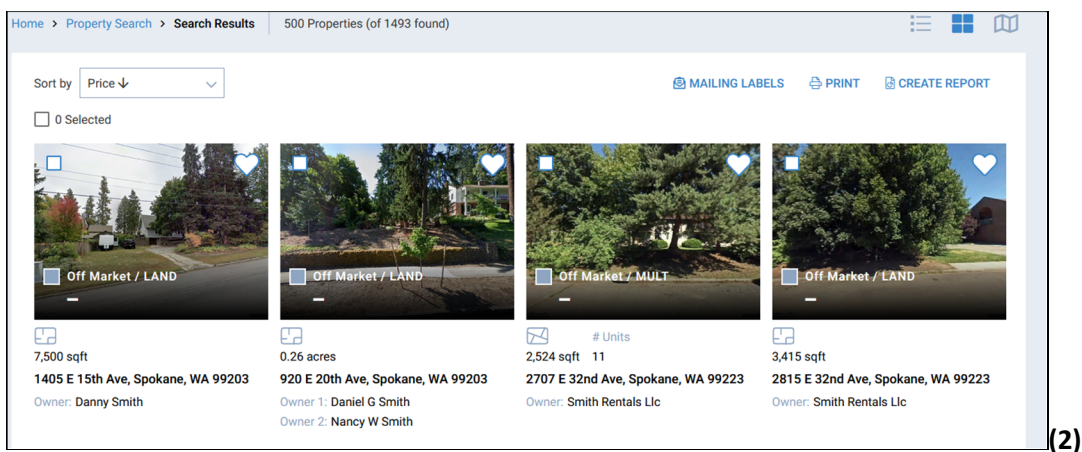 Home > Property Search > Search Results 500 Properties (of 1493 found)
Sort by Price ↓
MAILING LABELS PRINT CREATE REPORT
0 Selected
Off Market / LAND
–
7,500 sqft
1405 E 15th Ave, Spokane, WA 99203
Owner: Danny Smith
Off Market / LAND
–
0.26 acres
920 E 20th Ave, Spokane, WA 99203
Owner 1: Daniel G Smith
Owner 2: Nancy W Smith
Off Market / MULT
–
# Units
2,524 sqft 11
2707 E 32nd Ave, Spokane, WA 99223
Owner: Smith Rentals Llc
Off Market / LAND
–
3,415 sqft
2815 E 32nd Ave, Spokane, WA 99223
Owner: Smith Rentals Llc
(2)